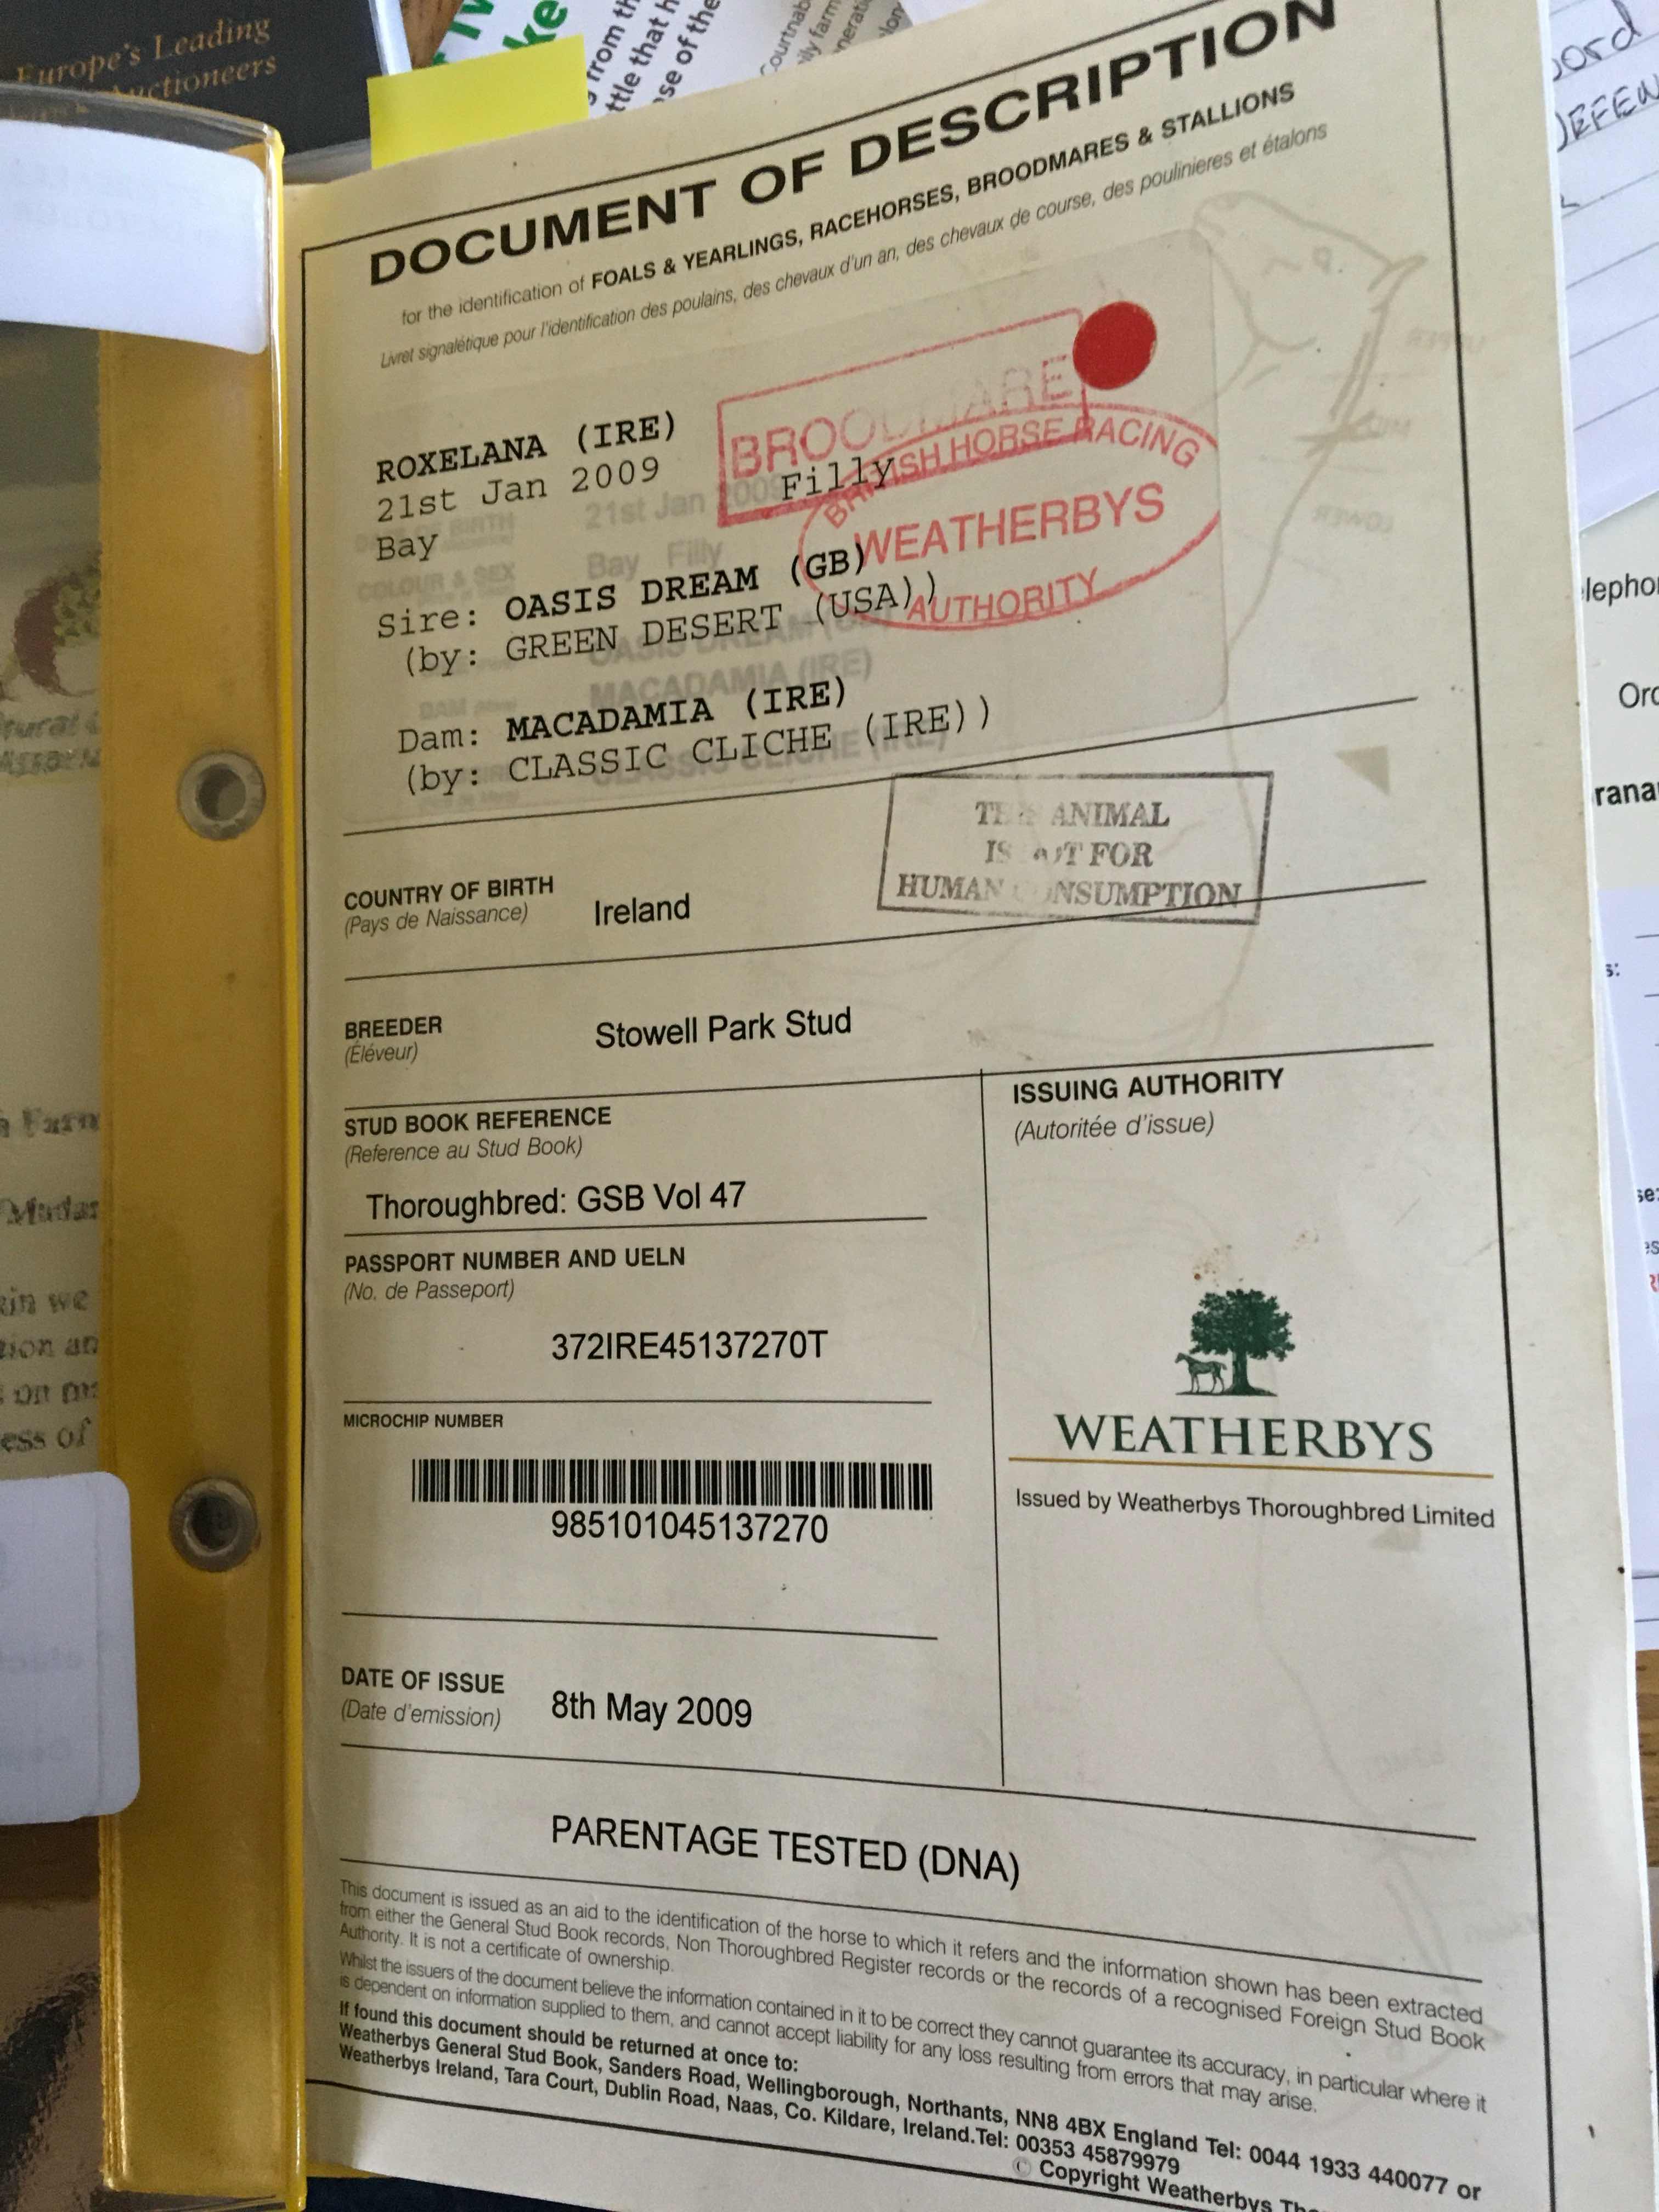 Europe's Leading
Auctioneers
DOCUMENT OF DESCRIPTION
for the identification of FOALS & YEARLINGS, RACEHORSES, BROODMARES & STALLIONS
Livret signalétique pour l'identification des poulains, des chevaux d'un an, des chevaux de course, des poulinieres et étalons
BROODMARE
ROXELANA (IRE)
21st Jan 2009 Filly
Bay
BRITISH HORSE RACING
WEATHERBYS
AUTHORITY
Sire: OASIS DREAM (GB)
(by: GREEN DESERT (USA))
Dam: MACADAMIA (IRE)
(by: CLASSIC CLICHE (IRE))
THIS ANIMAL
IS NOT FOR
HUMAN CONSUMPTION
COUNTRY OF BIRTH
(Pays de Naissance)
Ireland
BREEDER
(Éléveur)
Stowell Park Stud
STUD BOOK REFERENCE
(Reference au Stud Book)
Thoroughbred: GSB Vol 47
PASSPORT NUMBER AND UELN
(No. de Passeport)
372IRE45137270T
MICROCHIP NUMBER
985101045137270
DATE OF ISSUE
(Date d'emission)
8th May 2009
ISSUING AUTHORITY
(Autoritée d'issue)
WEATHERBYS
Issued by Weatherbys Thoroughbred Limited
PARENTAGE TESTED (DNA)
This document is issued as an aid to the identification of the horse to which it refers and the information shown has been extracted
from either the General Stud Book records, Non Thoroughbred Register records or the records of a recognised Foreign Stud Book
Authority. It is not a certificate of ownership.
Whilst the issuers of the document believe the information contained in it to be correct they cannot guarantee its accuracy, in particular where it
is dependent on information supplied to them, and cannot accept liability for any loss resulting from errors that may arise.
If found this document should be returned at once to:
Weatherbys General Stud Book, Sanders Road, Wellingborough, Northants, NN8 4BX England Tel: 0044 1933 440077 or
Weatherbys Ireland, Tara Court, Dublin Road, Naas, Co. Kildare, Ireland.Tel: 00353 45879979
© Copyright Weatherbys